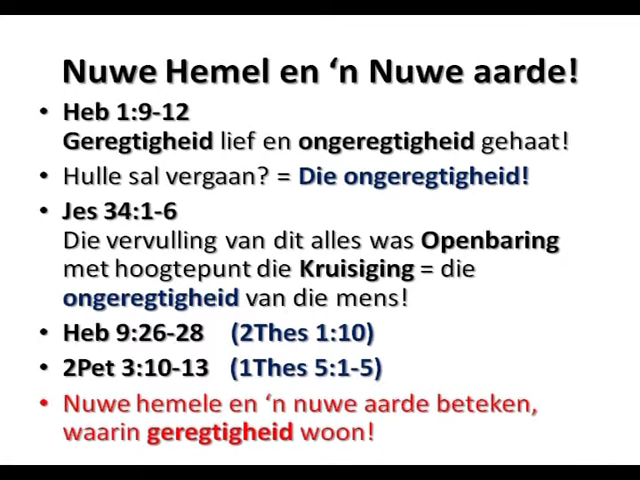 Nuwe Hemel en ‘n Nuwe aarde!
• Heb 1:9-12
Geregtigheid lief en ongeregtigheid gehaat!
• Hulle sal vergaan? = Die ongeregtigheid!
• Jes 34:1-6
Die vervulling van dit alles was Openbaring
met hoogtepunt die Kruisiging = die
ongeregtigheid van die mens!
• Heb 9:26-28 (2Thes 1:10)
• 2Pet 3:10-13 (1Thes 5:1-5)
• Nuwe hemele en ‘n nuwe aarde beteken,
waarin geregtigheid woon!